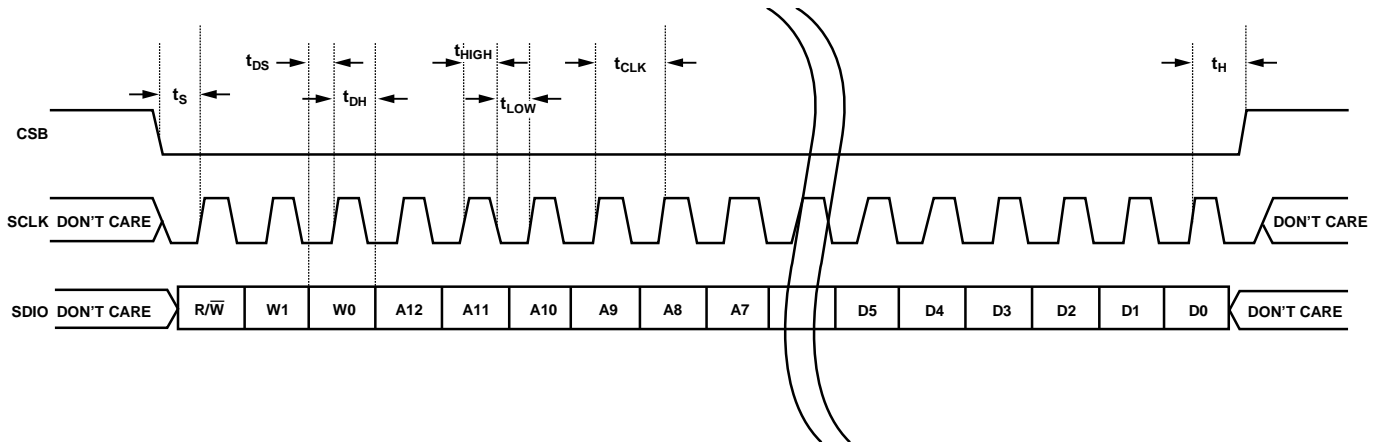 tDS
tHIGH
tCLK
tH
tS
tDH
tLOW
CSB
SCLK DON'T CARE
DON'T CARE
SDIO DON'T CARE
R/W̅
W1
W0
A12
A11
A10
A9
A8
A7
D5
D4
D3
D2
D1
D0
DON'T CARE